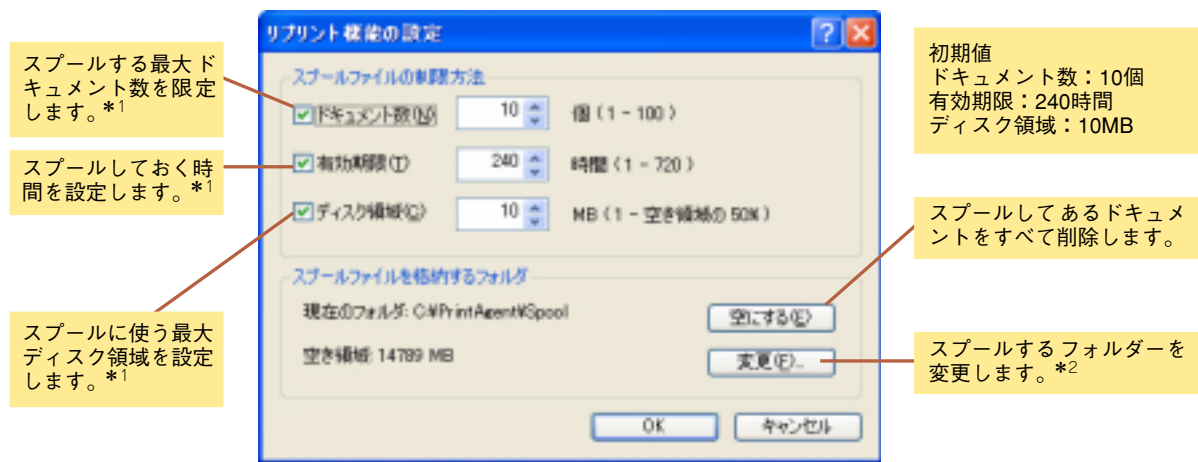 リプリント機能の設定
スプールする最大ド
キュメント数を限定
します。*1
スプールしておく時
間を設定します。*1
スプールに使う最大
ディスク領域を設定
します。*1
スプールファイルの制限方法
ドキュメント数(N) 10 個 (1 - 100)
有効期限(T) 240 時間 (1 - 720)
ディスク領域(C) 10 MB (1 - 空き領域の 50%)
スプールファイルを格納するフォルダ
現在のフォルダ: C:¥PrintAgent¥Spool
空にする(E)
空き領域: 14789 MB
変更(F)...
OK キャンセル
初期値
ドキュメント数：10個
有効期限：240時間
ディスク領域：10MB
スプールしてあるドキュメ
ントをすべて削除します。
スプールするフォルダーを
変更します。*2